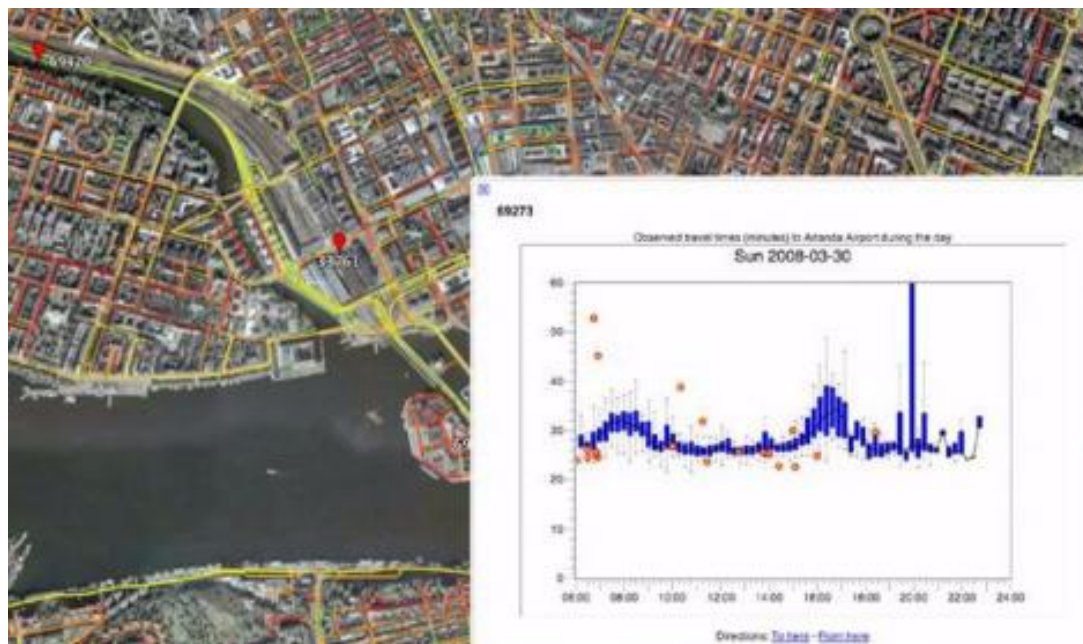 69420
69273
Observed travel times (minutes) to Arlanda Airport during the day
Sun 2008-03-30
60
50
40
30
20
10
0
06:00 08:00 10:00 12:00 14:00 16:00 18:00 20:00 22:00 24:00
Directions: To here - From here